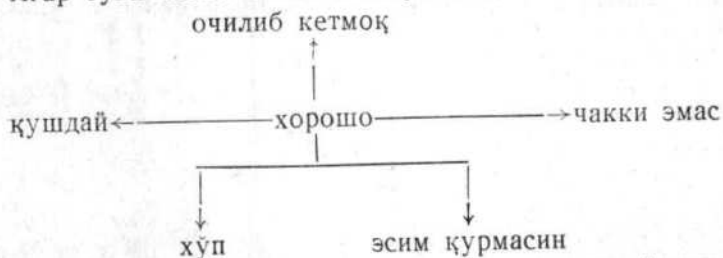 очилиб кетмоқ
қушдай хорошо чакки эмас
хўп эсим қурмасин